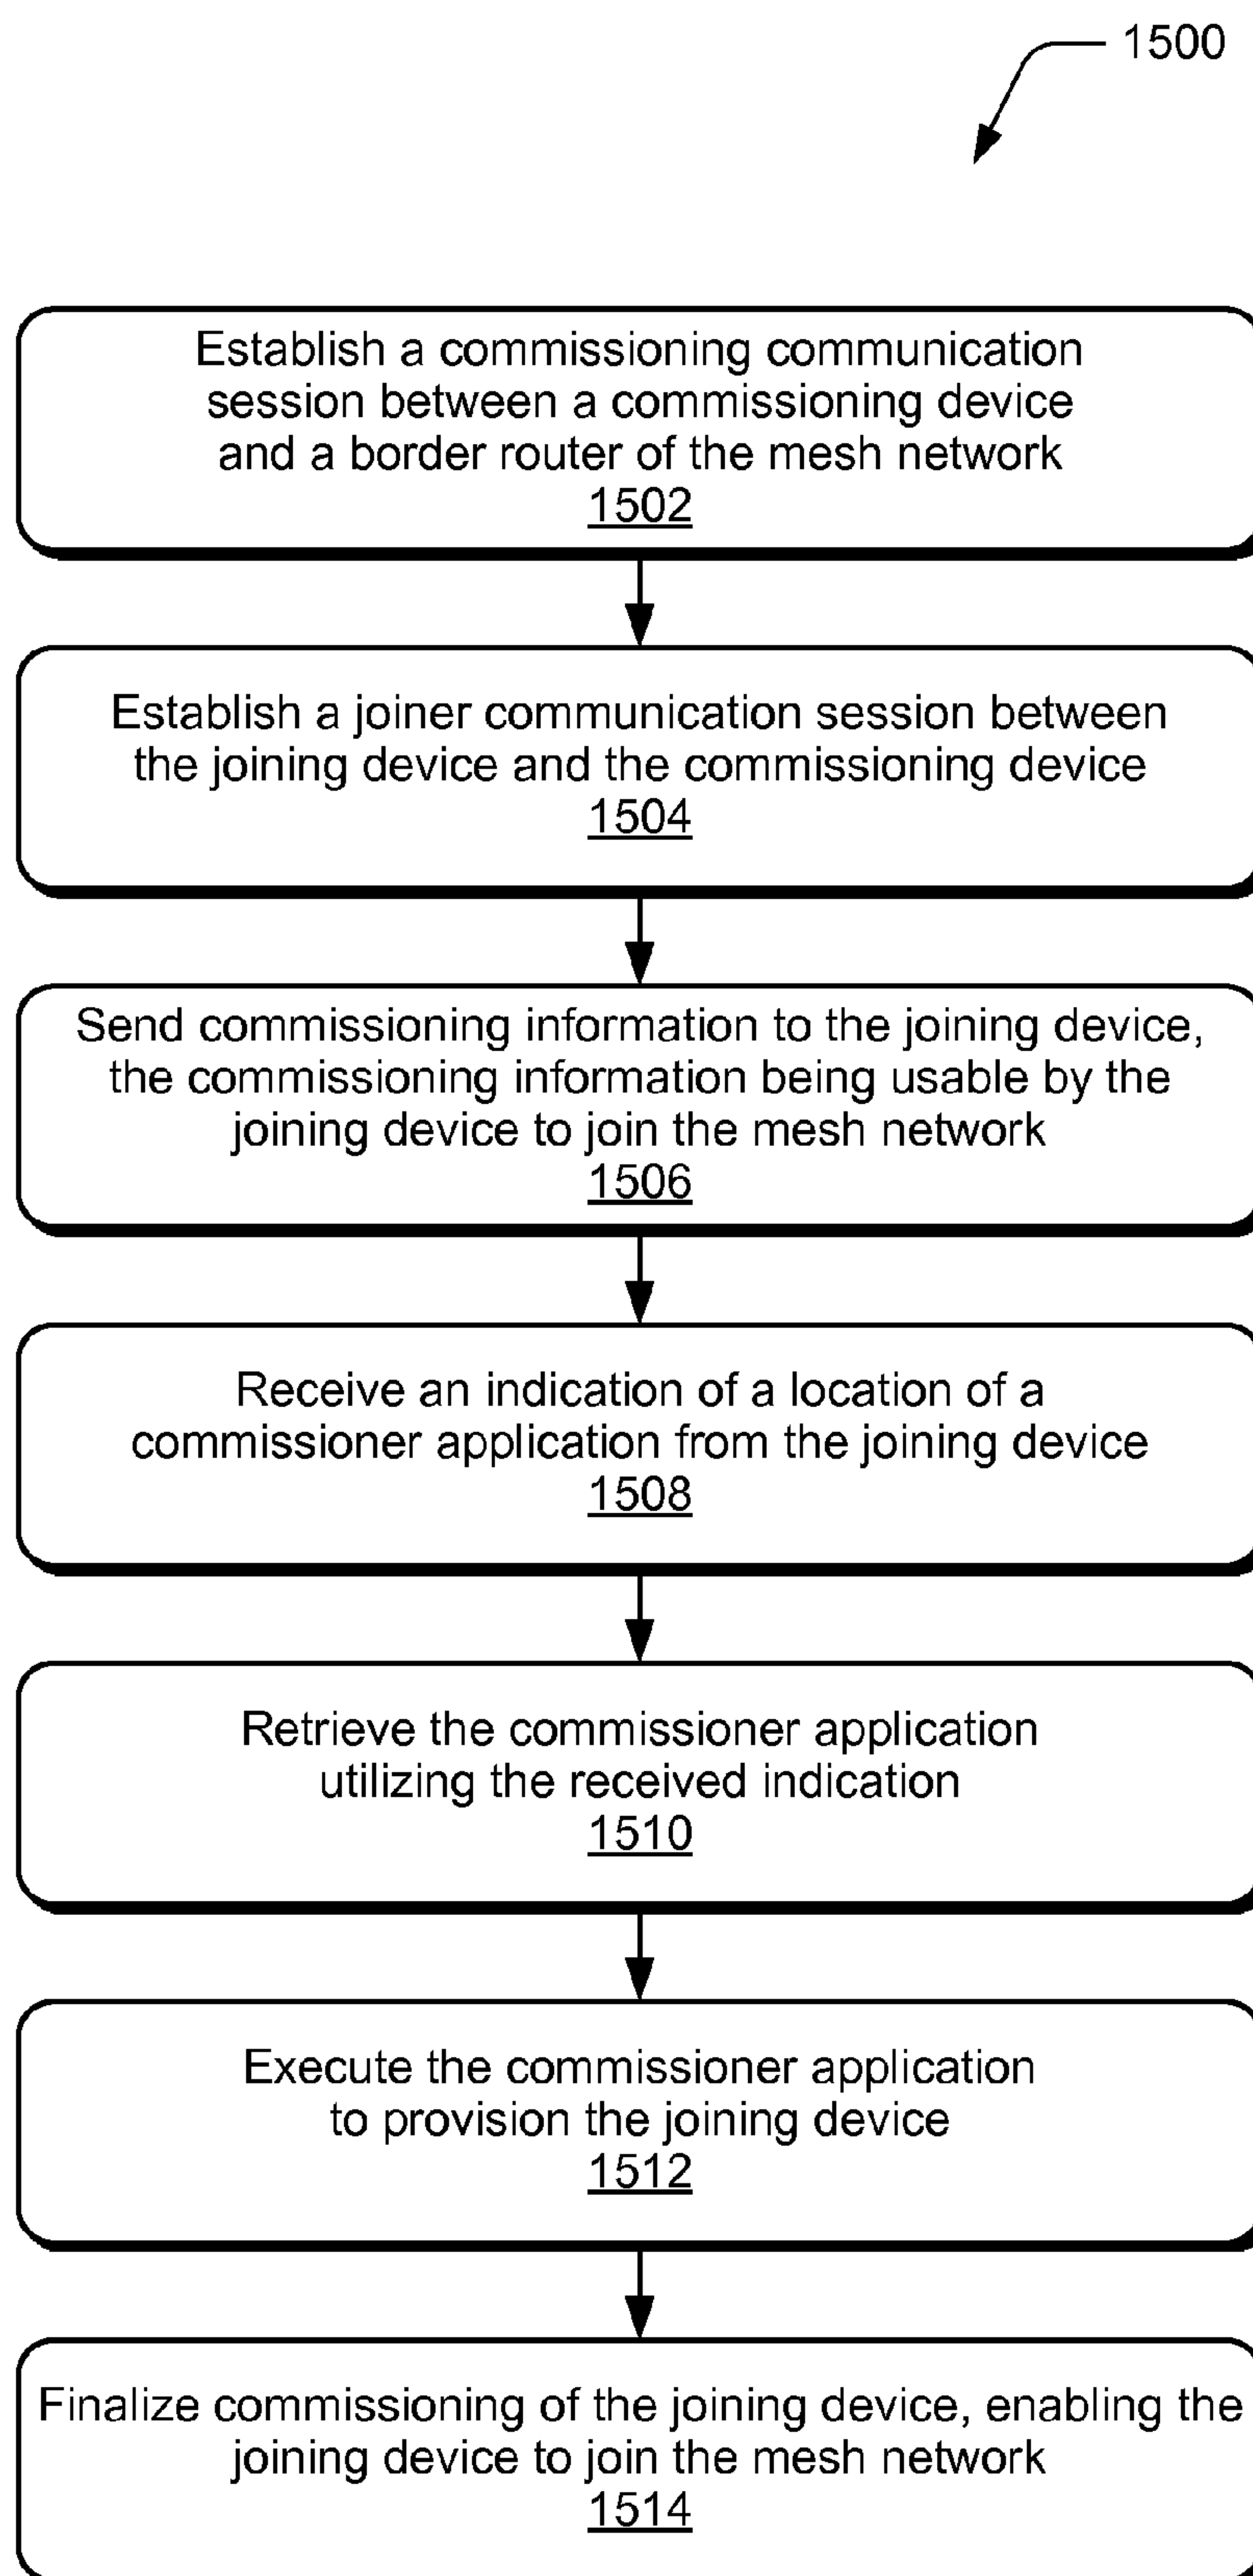 1500
Establish a commissioning communication
session between a commissioning device
and a border router of the mesh network
1502
Establish a joiner communication session between
the joining device and the commissioning device
1504
Send commissioning information to the joining device,
the commissioning information being usable by the
joining device to join the mesh network
1506
Receive an indication of a location of a
commissioner application from the joining device
1508
Retrieve the commissioner application
utilizing the received indication
1510
Execute the commissioner application
to provision the joining device
1512
Finalize commissioning of the joining device, enabling the
joining device to join the mesh network
1514